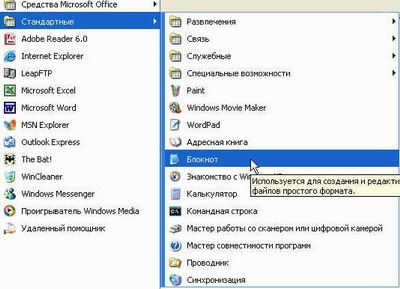 Средства Microsoft Office
Стандартные
Adobe Reader 6.0
Internet Explorer
LeapFTP
Microsoft Excel
Microsoft Word
MSN Explorer
Outlook Express
The Bat!
WinCleaner
Windows Messenger
Проигрыватель Windows Media
Удаленный помощник
Развлечения
Связь
Служебные
Специальные возможности
Paint
Windows Movie Maker
WordPad
Адресная книга
Блокнот
Знакомство с Wi
Используется для создания и редакти
файлов простого формата.
Калькулятор
Командная строка
Мастер работы со сканером или цифровой камерой
Мастер совместимости программ
Проводник
Синхронизация